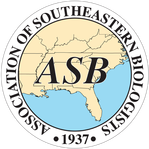 ASSOCIATION OF SOUTHEASTERN BIOLOGISTS
ASB
•1937•